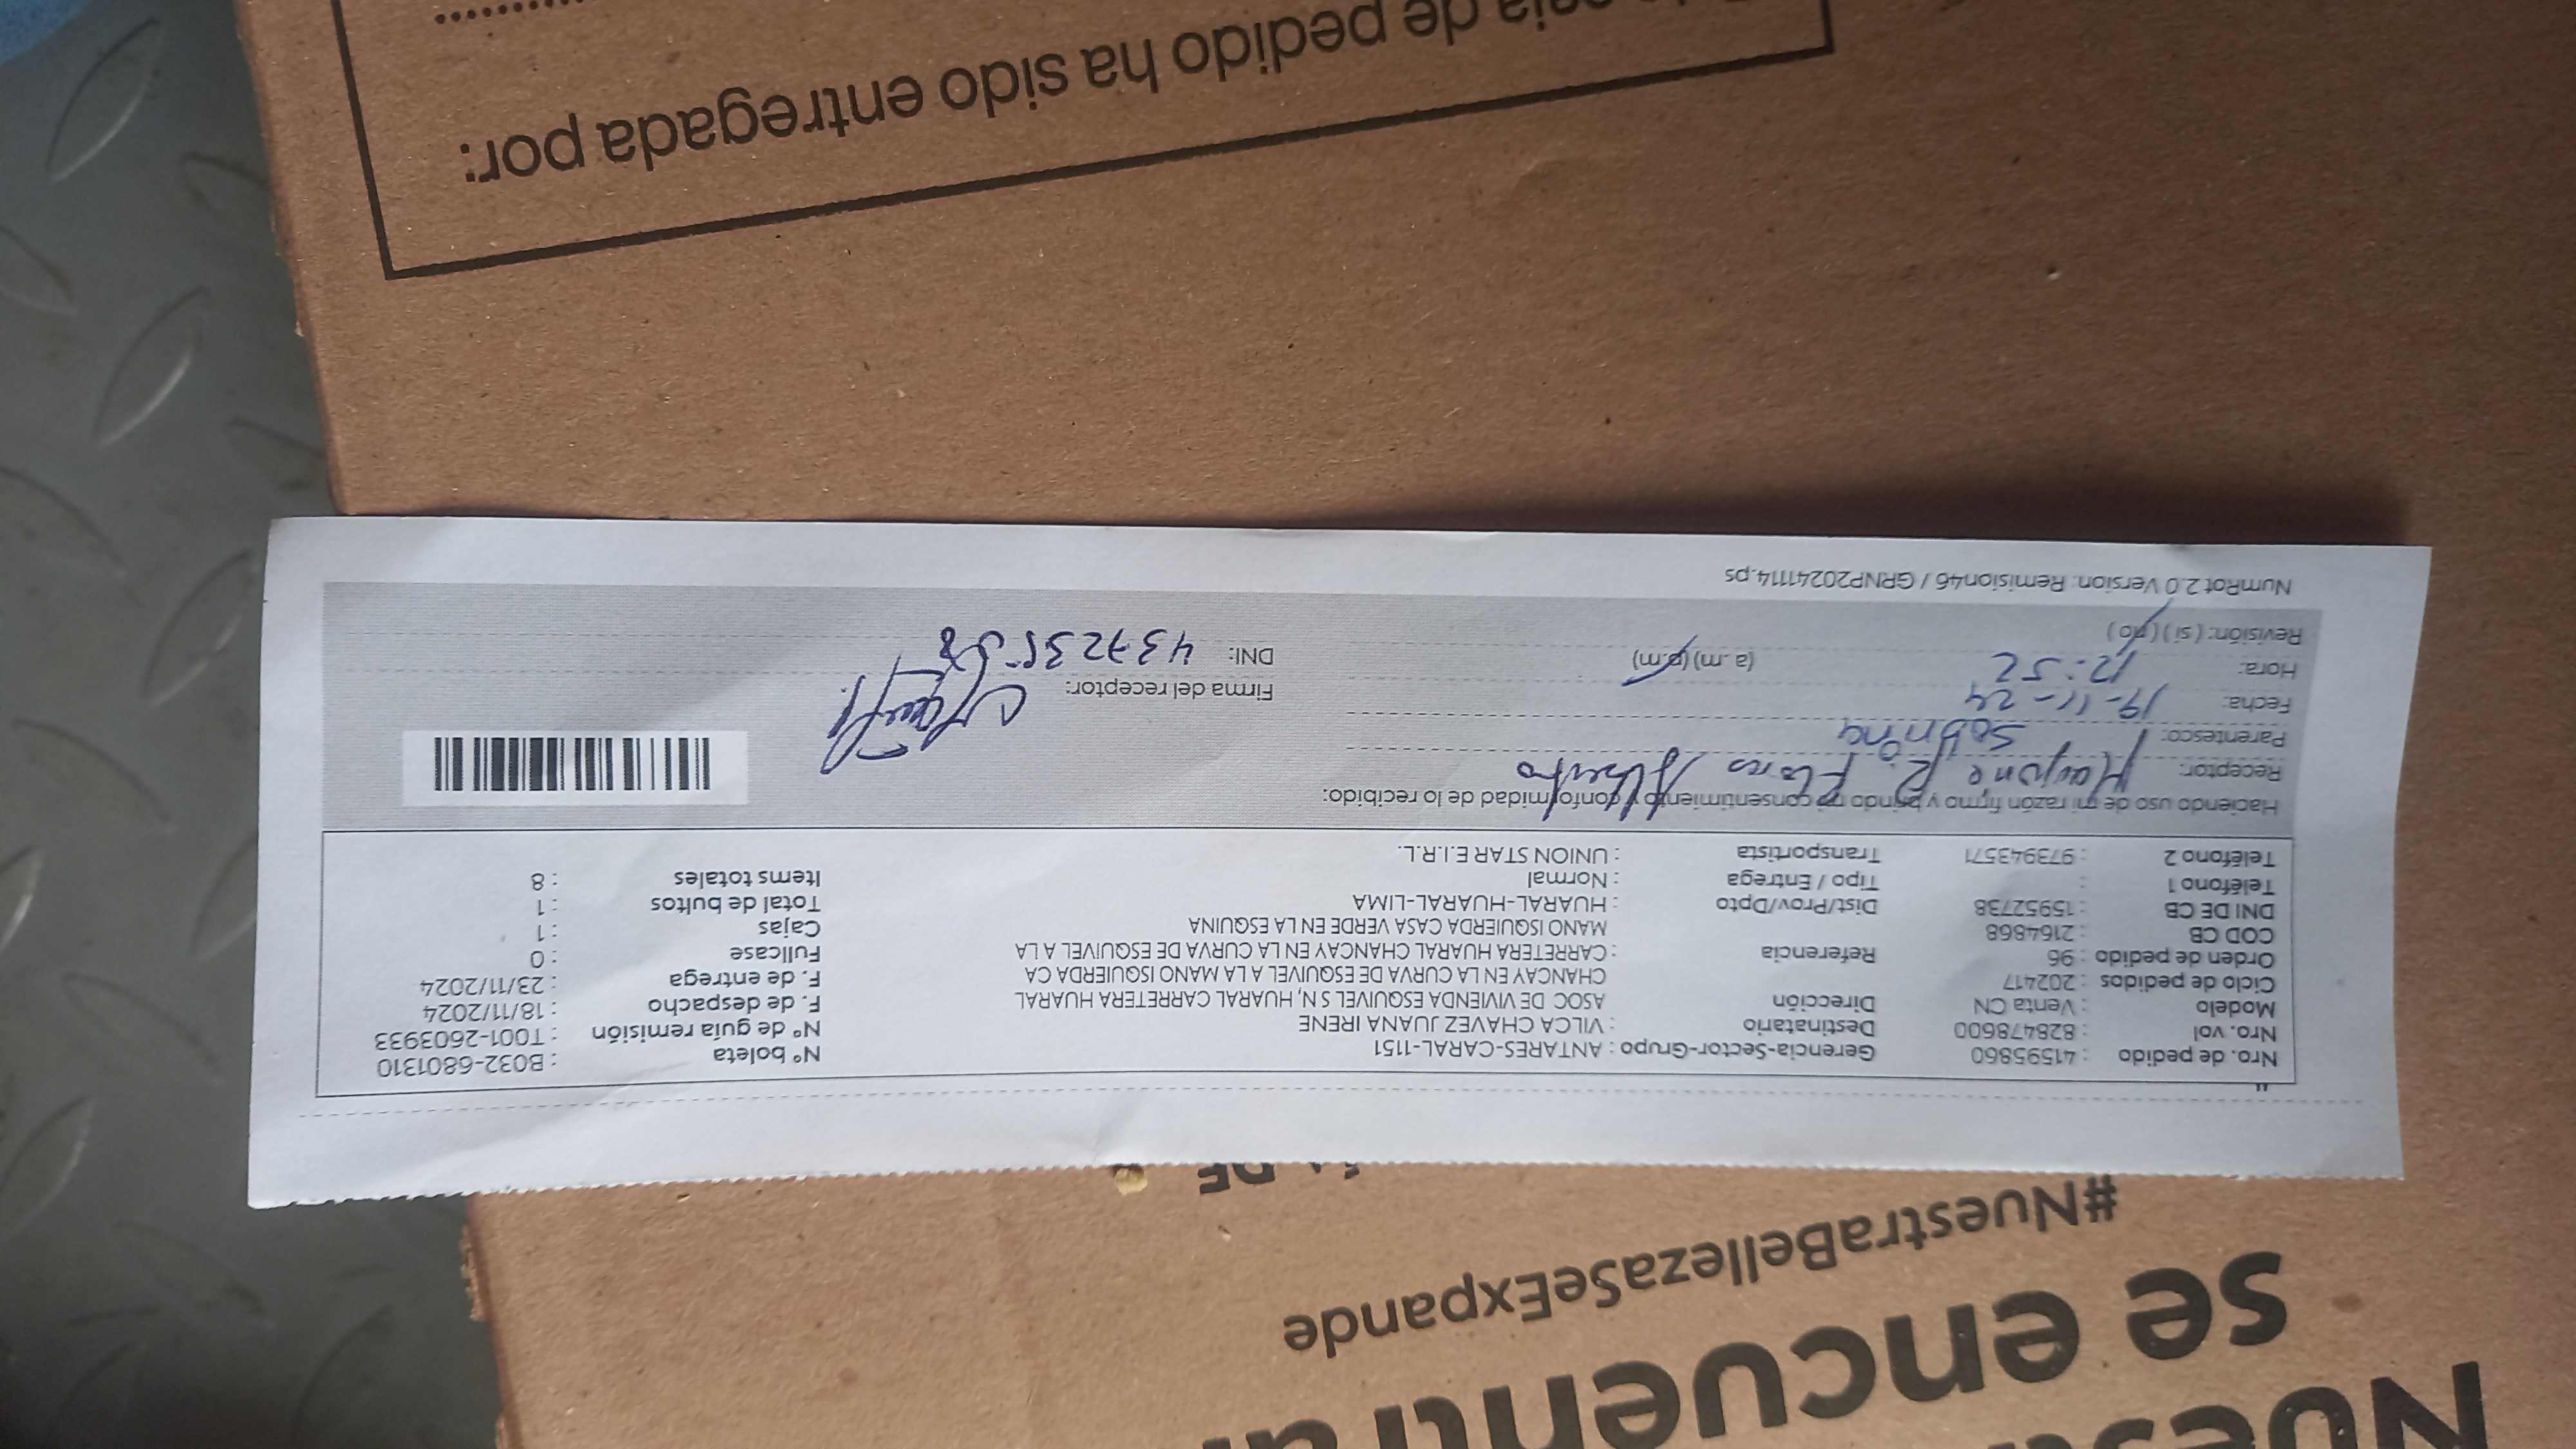 Nuest
se encuentra
#NuestraBellezaSeExpande
DE
Nro. de pedido : 41595860
Nro. vol : 828478600
Modelo : Venta CN
Ciclo de pedidos : 202417
Orden de pedido : 96
COD CB : 2164868
DNI DE CB : 15952738
Teléfono 1 :
Teléfono 2 : 973943571
Gerencia-Sector-Grupo : ANTARES-CARAL-1151
Destinatario : VILCA CHAVEZ JUANA IRENE
Dirección ASOC DE VIVIENDA ESQUIVEL S N, HUARAL CARRETERA HUARAL
CHANCAY EN LA CURVA DE ESQUIVEL A LA MANO ISQUIERDA CA
Referencia : CARRETERA HUARAL CHANCAY EN LA CURVA DE ESQUIVEL A LA
MANO ISQUIERDA CASA VERDE EN LA ESQUINA
Dist/Prov/Dpto : HUARAL-HUARAL-LIMA
Tipo / Entrega : Normal
Transportista : UNION STAR E.I.R.L.
N° boleta : B032-6801310
N° de guía remisión : T001-2603933
F. de despacho : 18/11/2024
F. de entrega : 23/11/2024
Fullcase : 0
Cajas : 1
Total de bultos : 1
Items totales : 8
Haciendo uso de mi razón firmo y brindo mi consentimiento y conformidad de lo recibido:
Receptor: R. Flores
Parentesco: Sobrina
Fecha: 19-11-24
Hora: 12:52 (a.m) (p.m)
Revisión: (si) (no)
Firma del receptor:
DNI:
NumRot 2.0 Version: Remision46 / GRNP20241114.ps
de pedido ha sido entregada por: